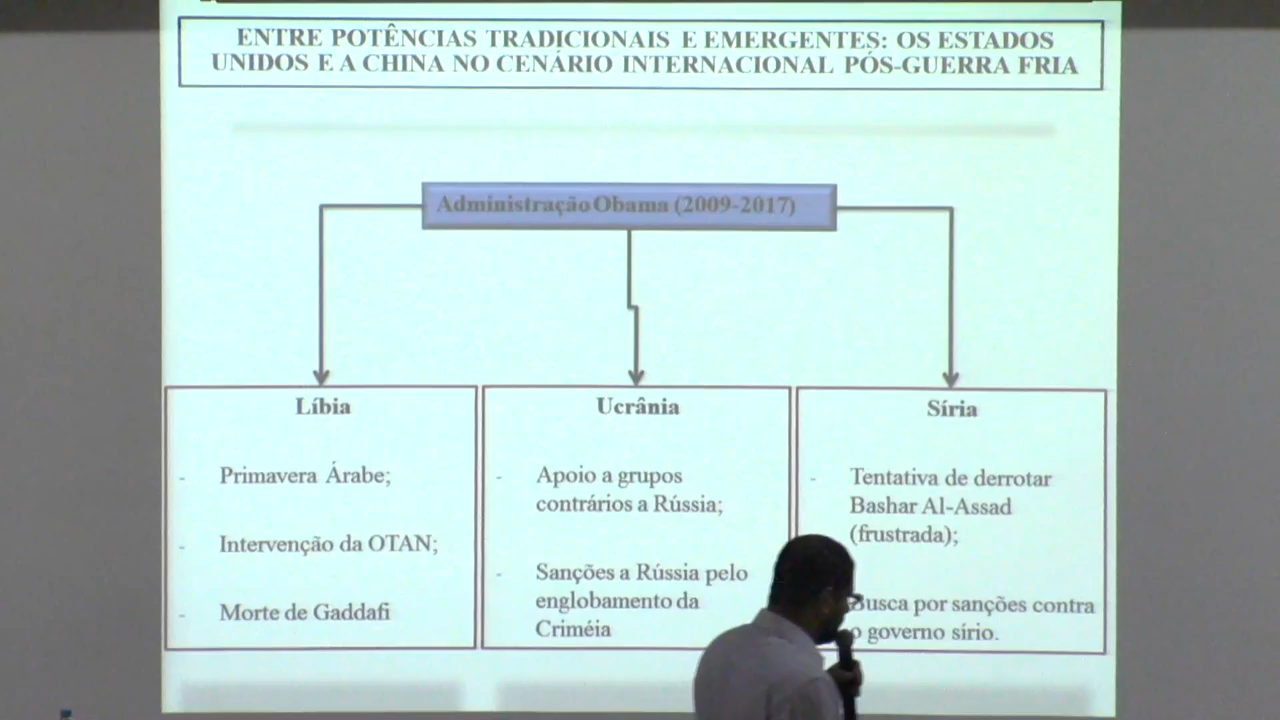 ENTRE POTÊNCIAS TRADICIONAIS E EMERGENTES: OS ESTADOS
UNIDOS E A CHINA NO CENÁRIO INTERNACIONAL PÓS-GUERRA FRIA
Administração Obama (2009-2017)
Líbia
- Primavera Árabe;
- Intervenção da OTAN;
- Morte de Gaddafi
Ucrânia
- Apoio a grupos
contrários a Rússia;
- Sanções a Rússia pelo
englobamento da
Criméia
Síria
- Tentativa de derrotar
Bashar Al-Assad
(frustrada);
Busca por sanções contra
o governo sírio.